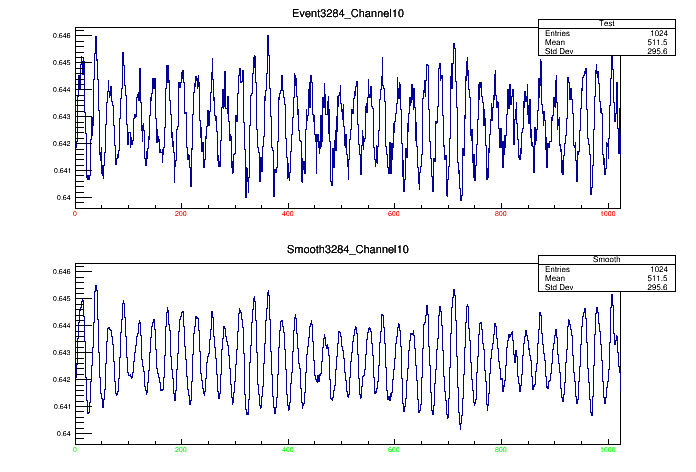 Event3284_Channel10
Test
Entries 1024
Mean 511.5
Std Dev 295.6
0.646
0.645
0.644
0.643
0.642
0.641
0.64
0 200 400 600 800 1000
Smooth3284_Channel10
Smooth
Entries 1024
Mean 511.5
Std Dev 295.6
0.646
0.645
0.644
0.643
0.642
0.641
0.64
0 200 400 600 800 1000